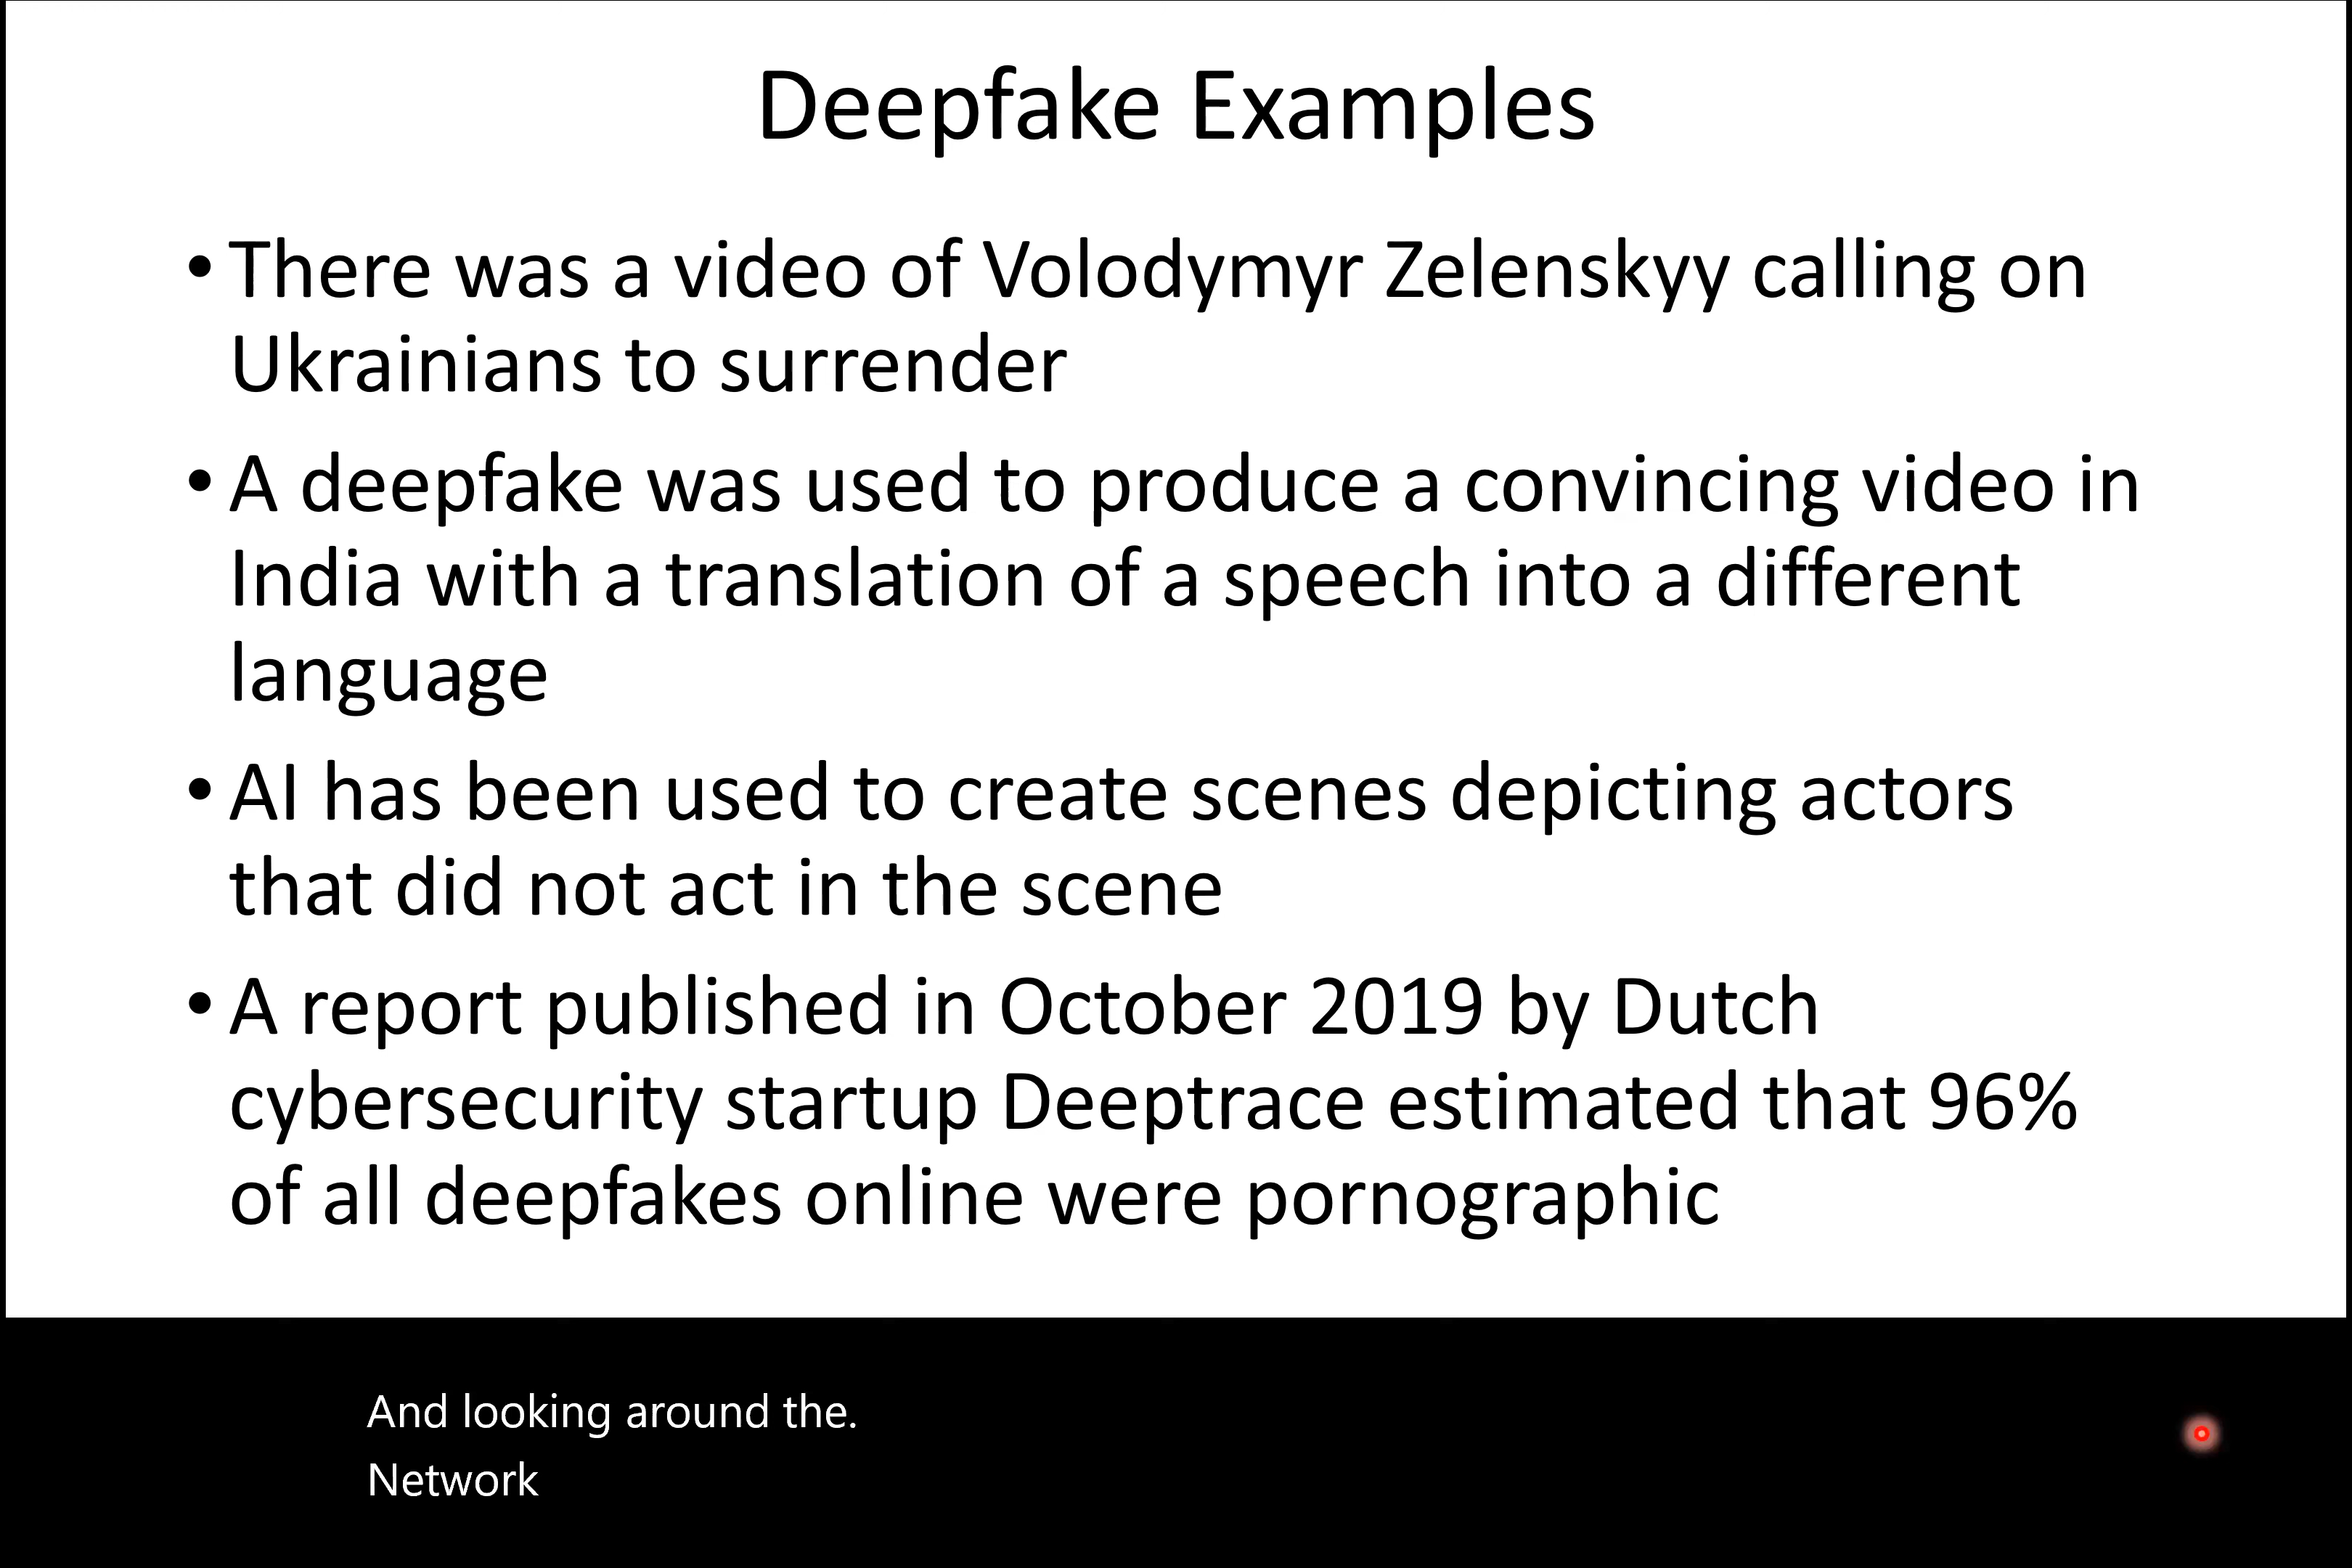 Deepfake Examples
• There was a video of Volodymyr Zelenskyy calling on
Ukrainians to surrender
• A deepfake was used to produce a convincing video in
India with a translation of a speech into a different
language
• AI has been used to create scenes depicting actors
that did not act in the scene
• A report published in October 2019 by Dutch
cybersecurity startup Deeptrace estimated that 96%
of all deepfakes online were pornographic
And looking around the.
Network